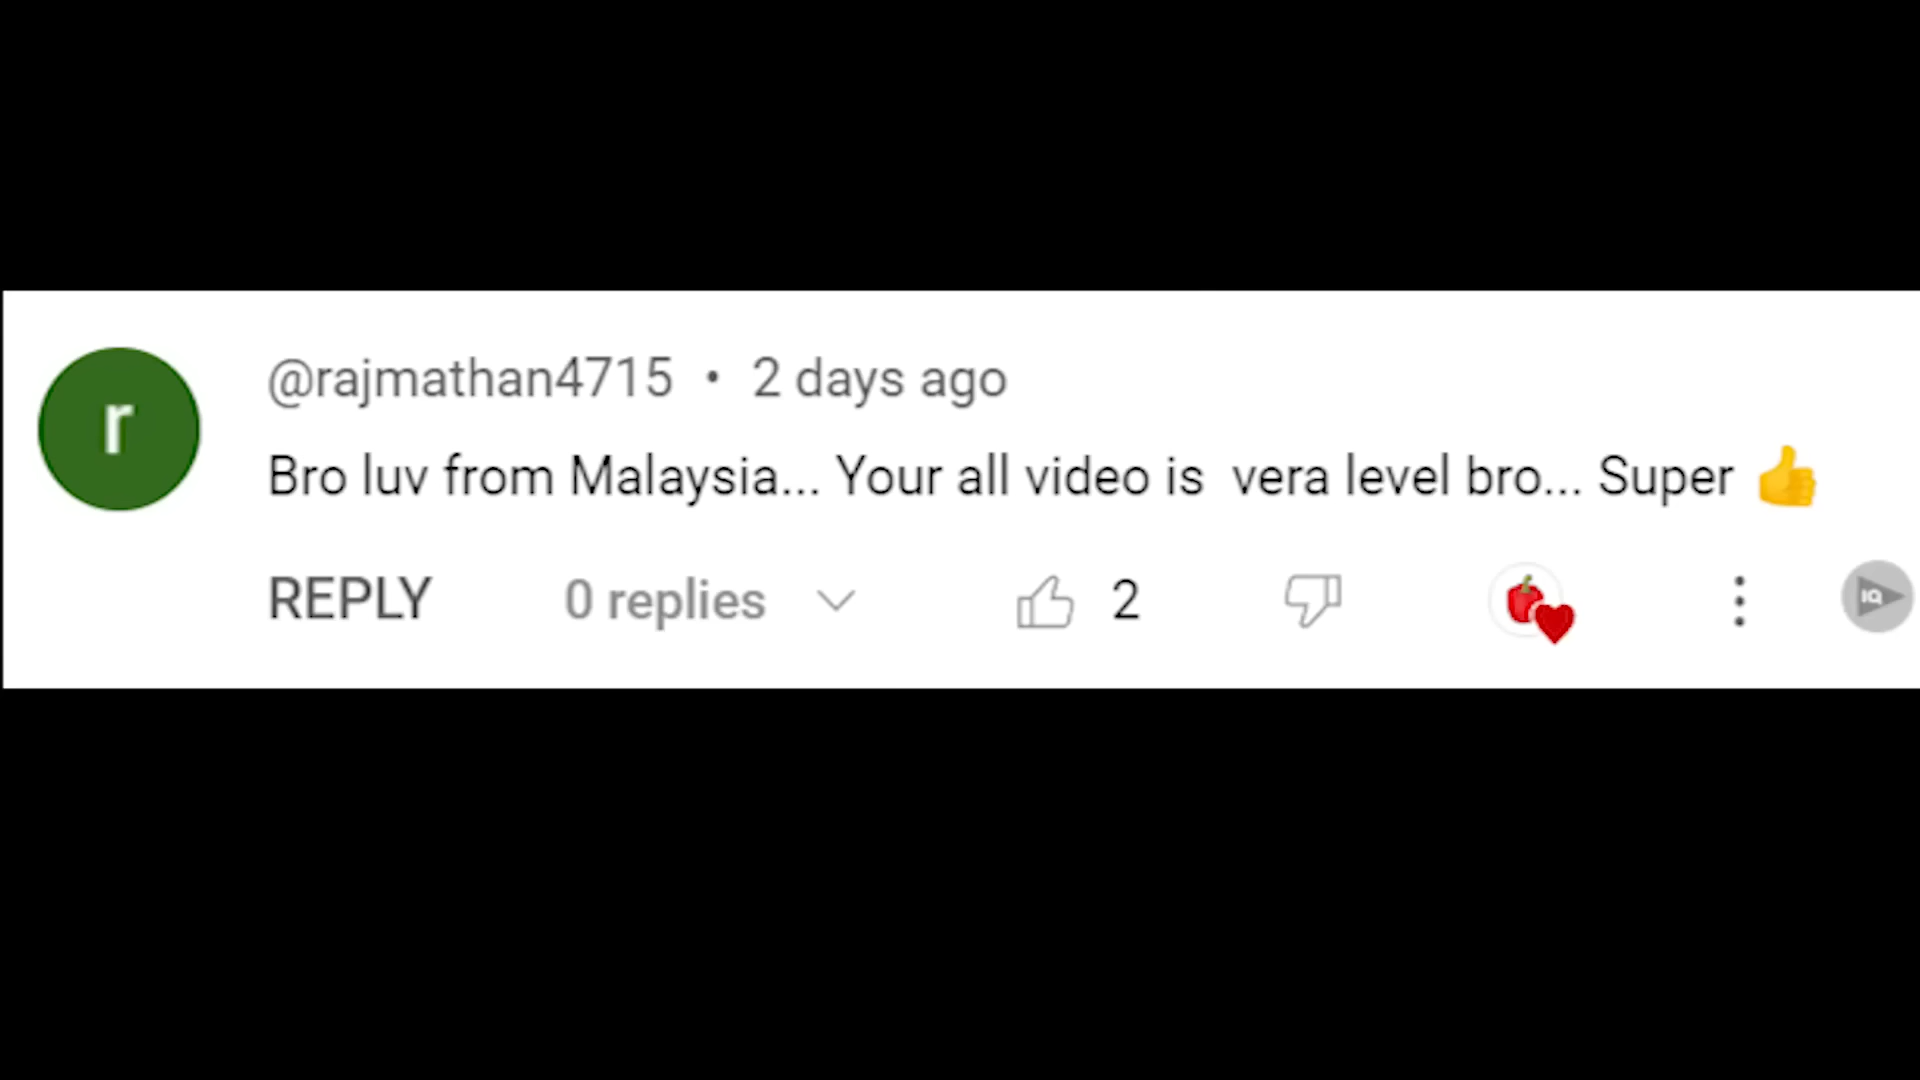 r
@rajmathan4715 • 2 days ago
Bro luv from Malaysia... Your all video is  vera level bro... Super 👍
REPLY 0 replies 2
IQ